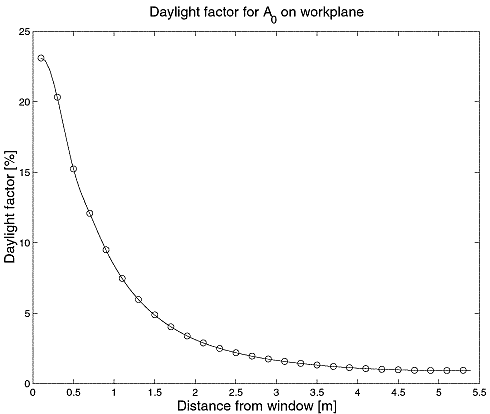 Daylight factor for A0 on workplane
25
20
15
10
5
0
Daylight factor [%]
0 0.5 1 1.5 2 2.5 3 3.5 4 4.5 5 5.5
Distance from window [m]